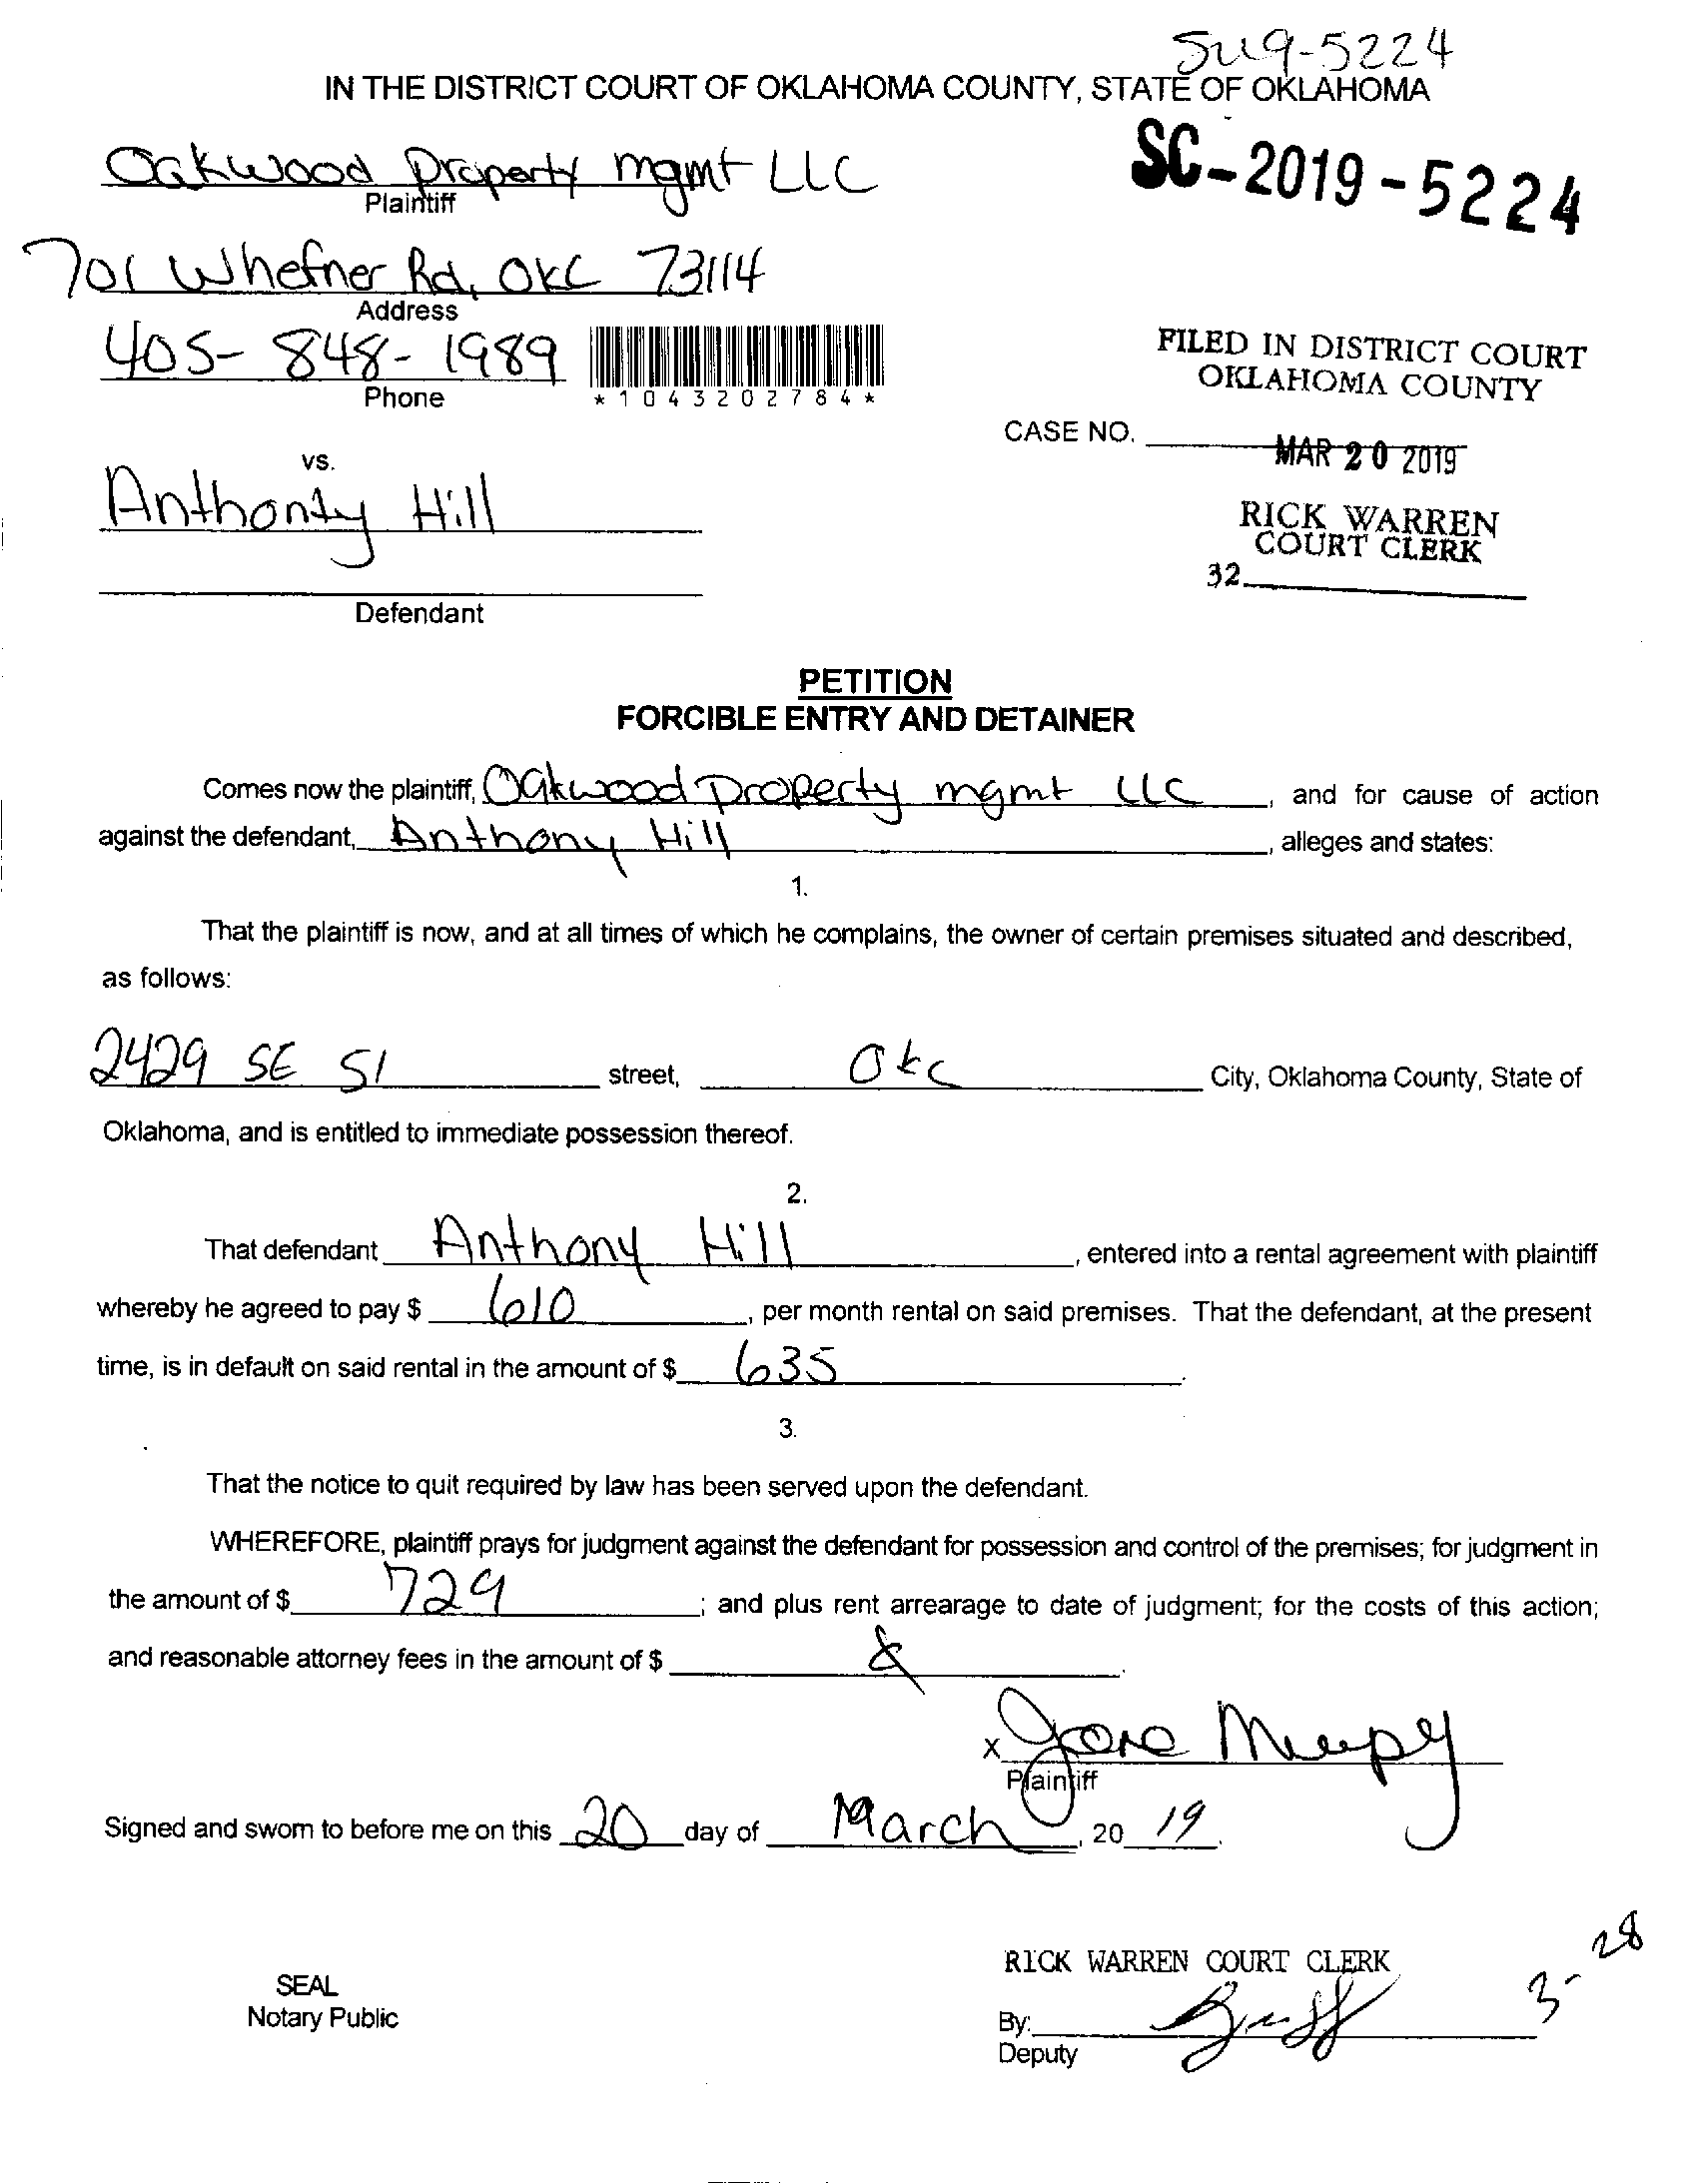 SC19-5224
IN THE DISTRICT COURT OF OKLAHOMA COUNTY, STATE OF OKLAHOMA
Oakwood Property mgmt LLC
Plaintiff
SC-2019-5224
701 Whefner Rd, OKC 73114
Address
405-848-1989
Phone
*1043202784*
FILED IN DISTRICT COURT
OKLAHOMA COUNTY
CASE NO.
MAR 20 2019
vs.
Anthonty Hill
RICK WARREN
COURT CLERK
32
Defendant
PETITION
FORCIBLE ENTRY AND DETAINER
Comes now the plaintiff, Oakwood Property mgmt LLC, and for cause of action
against the defendant, Anthony Hill, alleges and states:
1.
That the plaintiff is now, and at all times of which he complains, the owner of certain premises situated and described,
as follows:
2429 SE 51 street, OKC City, Oklahoma County, State of
Oklahoma, and is entitled to immediate possession thereof.
2.
That defendant Anthony Hill, entered into a rental agreement with plaintiff
whereby he agreed to pay $ 610, per month rental on said premises. That the defendant, at the present
time, is in default on said rental in the amount of $ 635.
3.
That the notice to quit required by law has been served upon the defendant.
WHEREFORE, plaintiff prays for judgment against the defendant for possession and control of the premises; for judgment in
the amount of $ 729; and plus rent arrearage to date of judgment; for the costs of this action;
and reasonable attorney fees in the amount of $
X
Plaintiff
Signed and sworn to before me on this 20 day of March, 20 19.
RICK WARREN COURT CLERK
3-28
SEAL
Notary Public
By:
Deputy